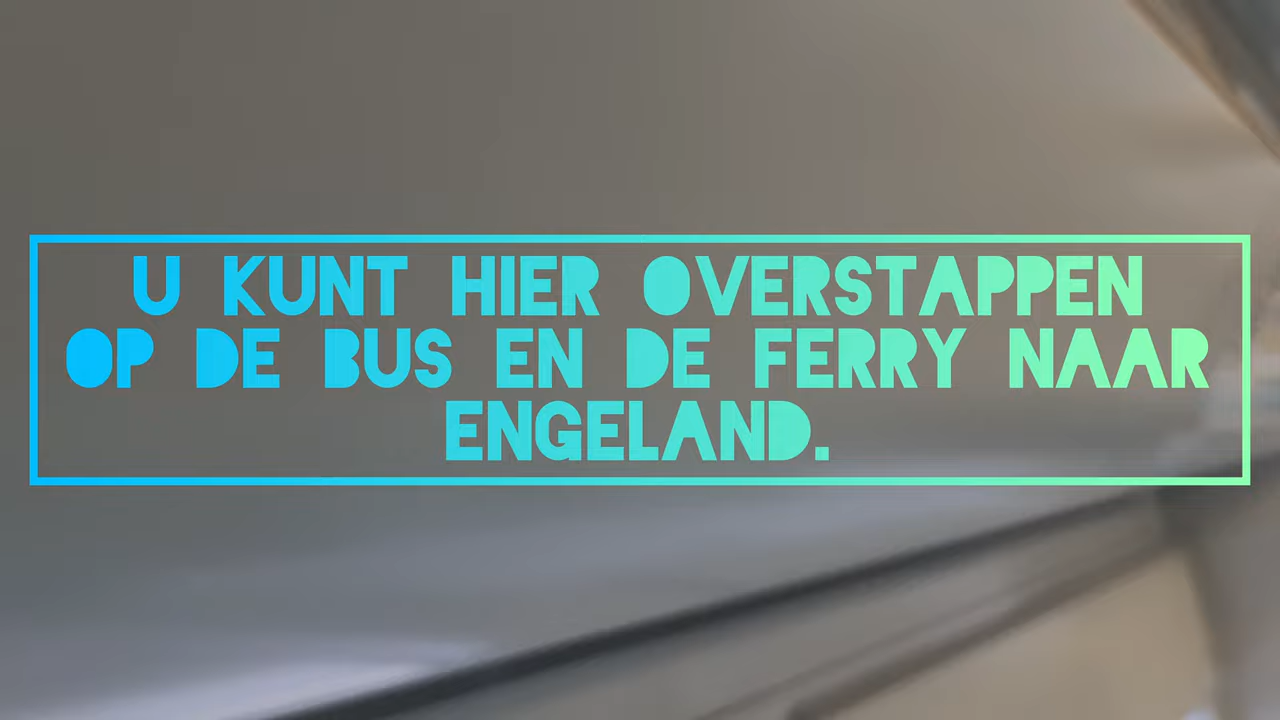 U KUNT HIER OVERSTAPPEN
OP DE BUS EN DE FERRY NAAR
ENGELAND.